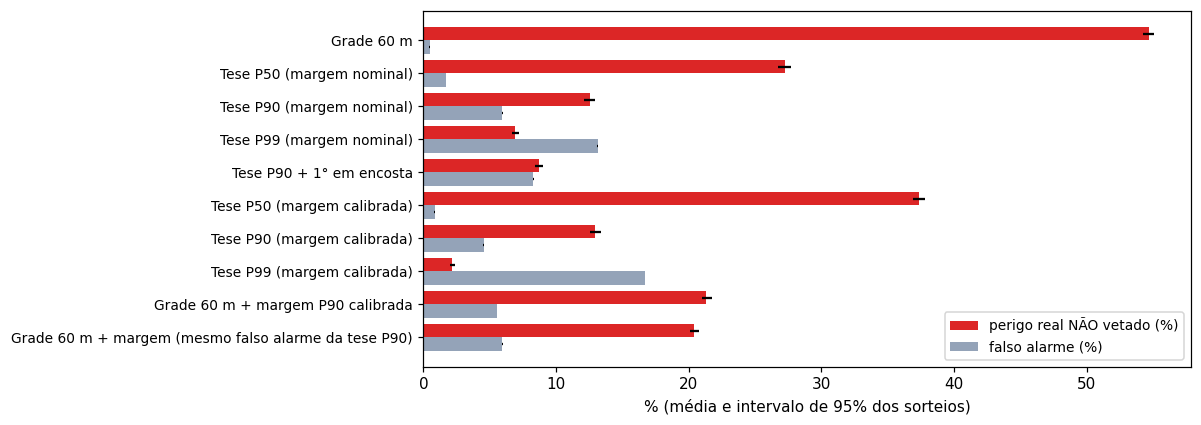 Grade 60 m
Tese P50 (margem nominal)
Tese P90 (margem nominal)
Tese P99 (margem nominal)
Tese P90 + 1° em encosta
Tese P50 (margem calibrada)
Tese P90 (margem calibrada)
Tese P99 (margem calibrada)
Grade 60 m + margem P90 calibrada
Grade 60 m + margem (mesmo falso alarme da tese P90)
perigo real NÃO vetado (%)
falso alarme (%)
0 10 20 30 40 50
% (média e intervalo de 95% dos sorteios)